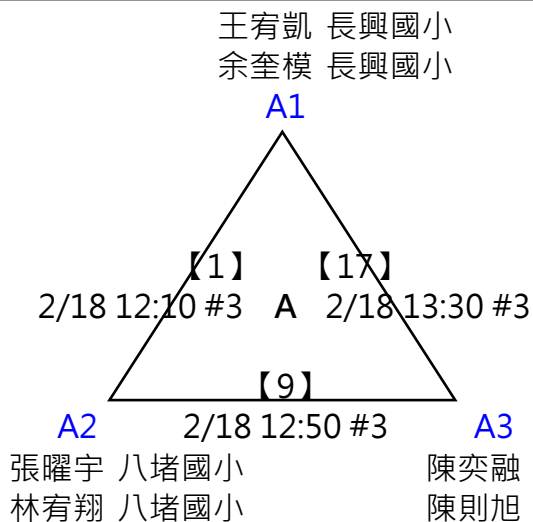 王宥凱 長興國小
余奎模 長興國小
A1
【1】 【17】
2/18 12:10 #3 A 2/18 13:30 #3
【9】
A2 2/18 12:50 #3 A3
張曜宇 八堵國小 陳奕融
林宥翔 八堵國小 陳則旭